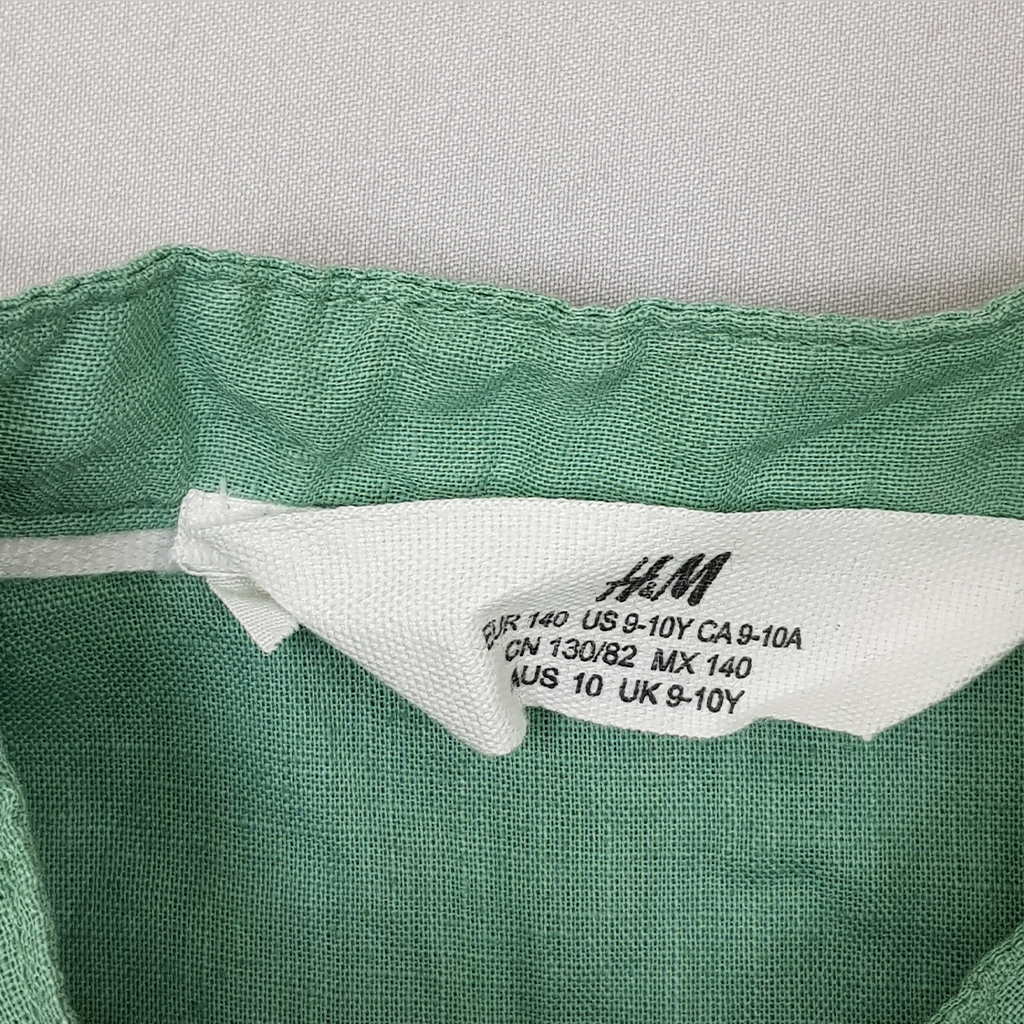 H&M
EUR 140 US 9-10Y CA 9-10A
CN 130/82 MX 140
AUS 10 UK 9-10Y